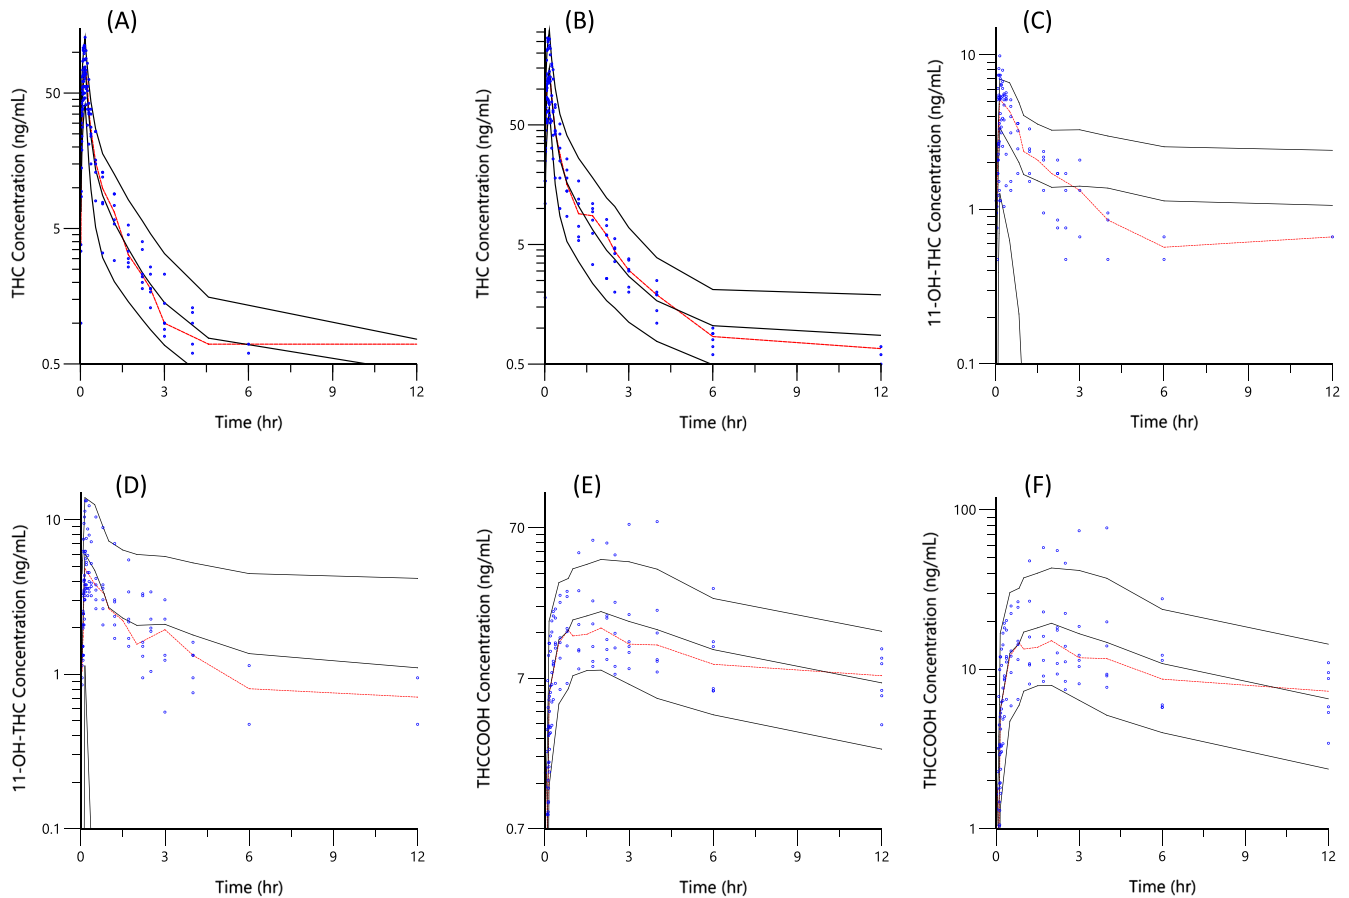 (A)
THC Concentration (ng/mL)
50
5
0.5
0 3 6 9 12
Time (hr)
(B)
THC Concentration (ng/mL)
50
5
0.5
0 3 6 9 12
Time (hr)
(C)
11-OH-THC Concentration (ng/mL)
10
1
0.1
0 3 6 9 12
Time (hr)
(D)
11-OH-THC Concentration (ng/mL)
10
1
0.1
0 3 6 9 12
Time (hr)
(E)
THCCOOH Concentration (ng/mL)
70
7
0.7
0 3 6 9 12
Time (hr)
(F)
THCCOOH Concentration (ng/mL)
100
10
1
0 3 6 9 12
Time (hr)